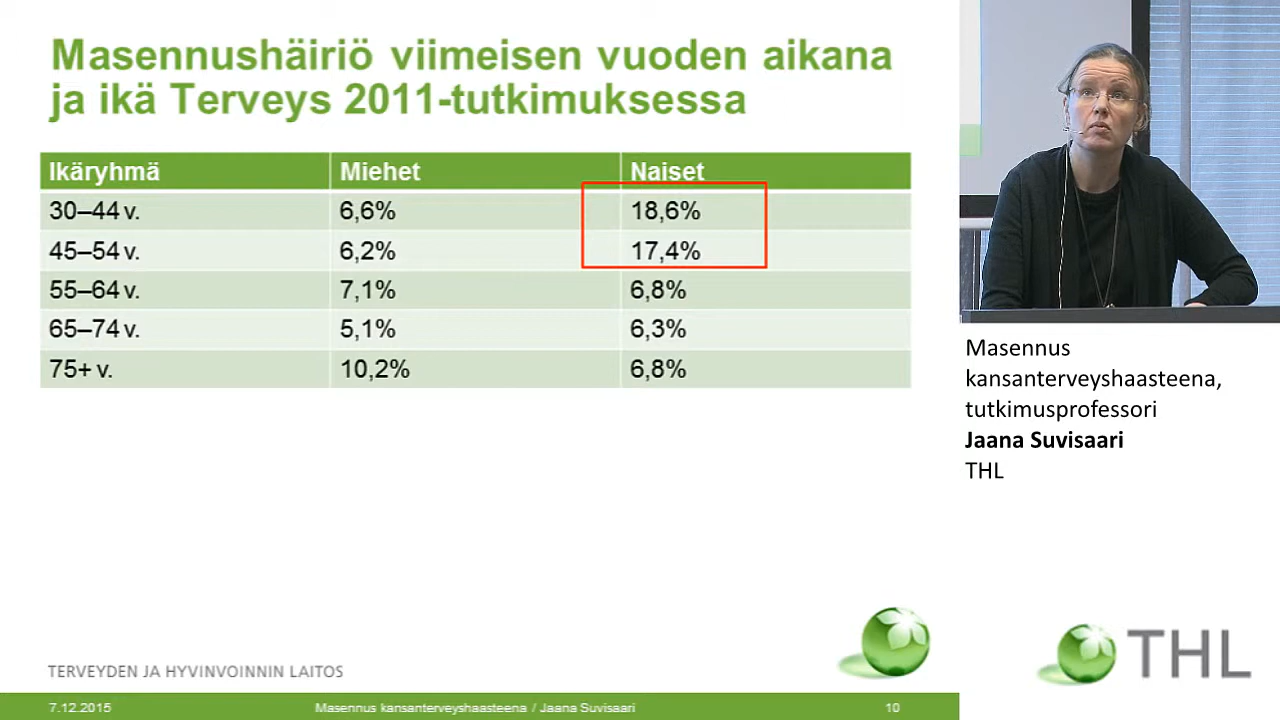 Masennushäiriö viimeisen vuoden aikana
ja ikä Terveys 2011-tutkimuksessa
Ikäryhmä Miehet Naiset
30–44 v. 6,6% 18,6%
45–54 v. 6,2% 17,4%
55–64 v. 7,1% 6,8%
65–74 v. 5,1% 6,3%
75+ v. 10,2% 6,8%
Masennus
kansanterveyshaasteena,
tutkimusprofessori
Jaana Suvisaari
THL
THL
TERVEYDEN JA HYVINVOINNIN LAITOS
7.12.2015 Masennus kansanterveyshaasteena / Jaana Suvisaari 10